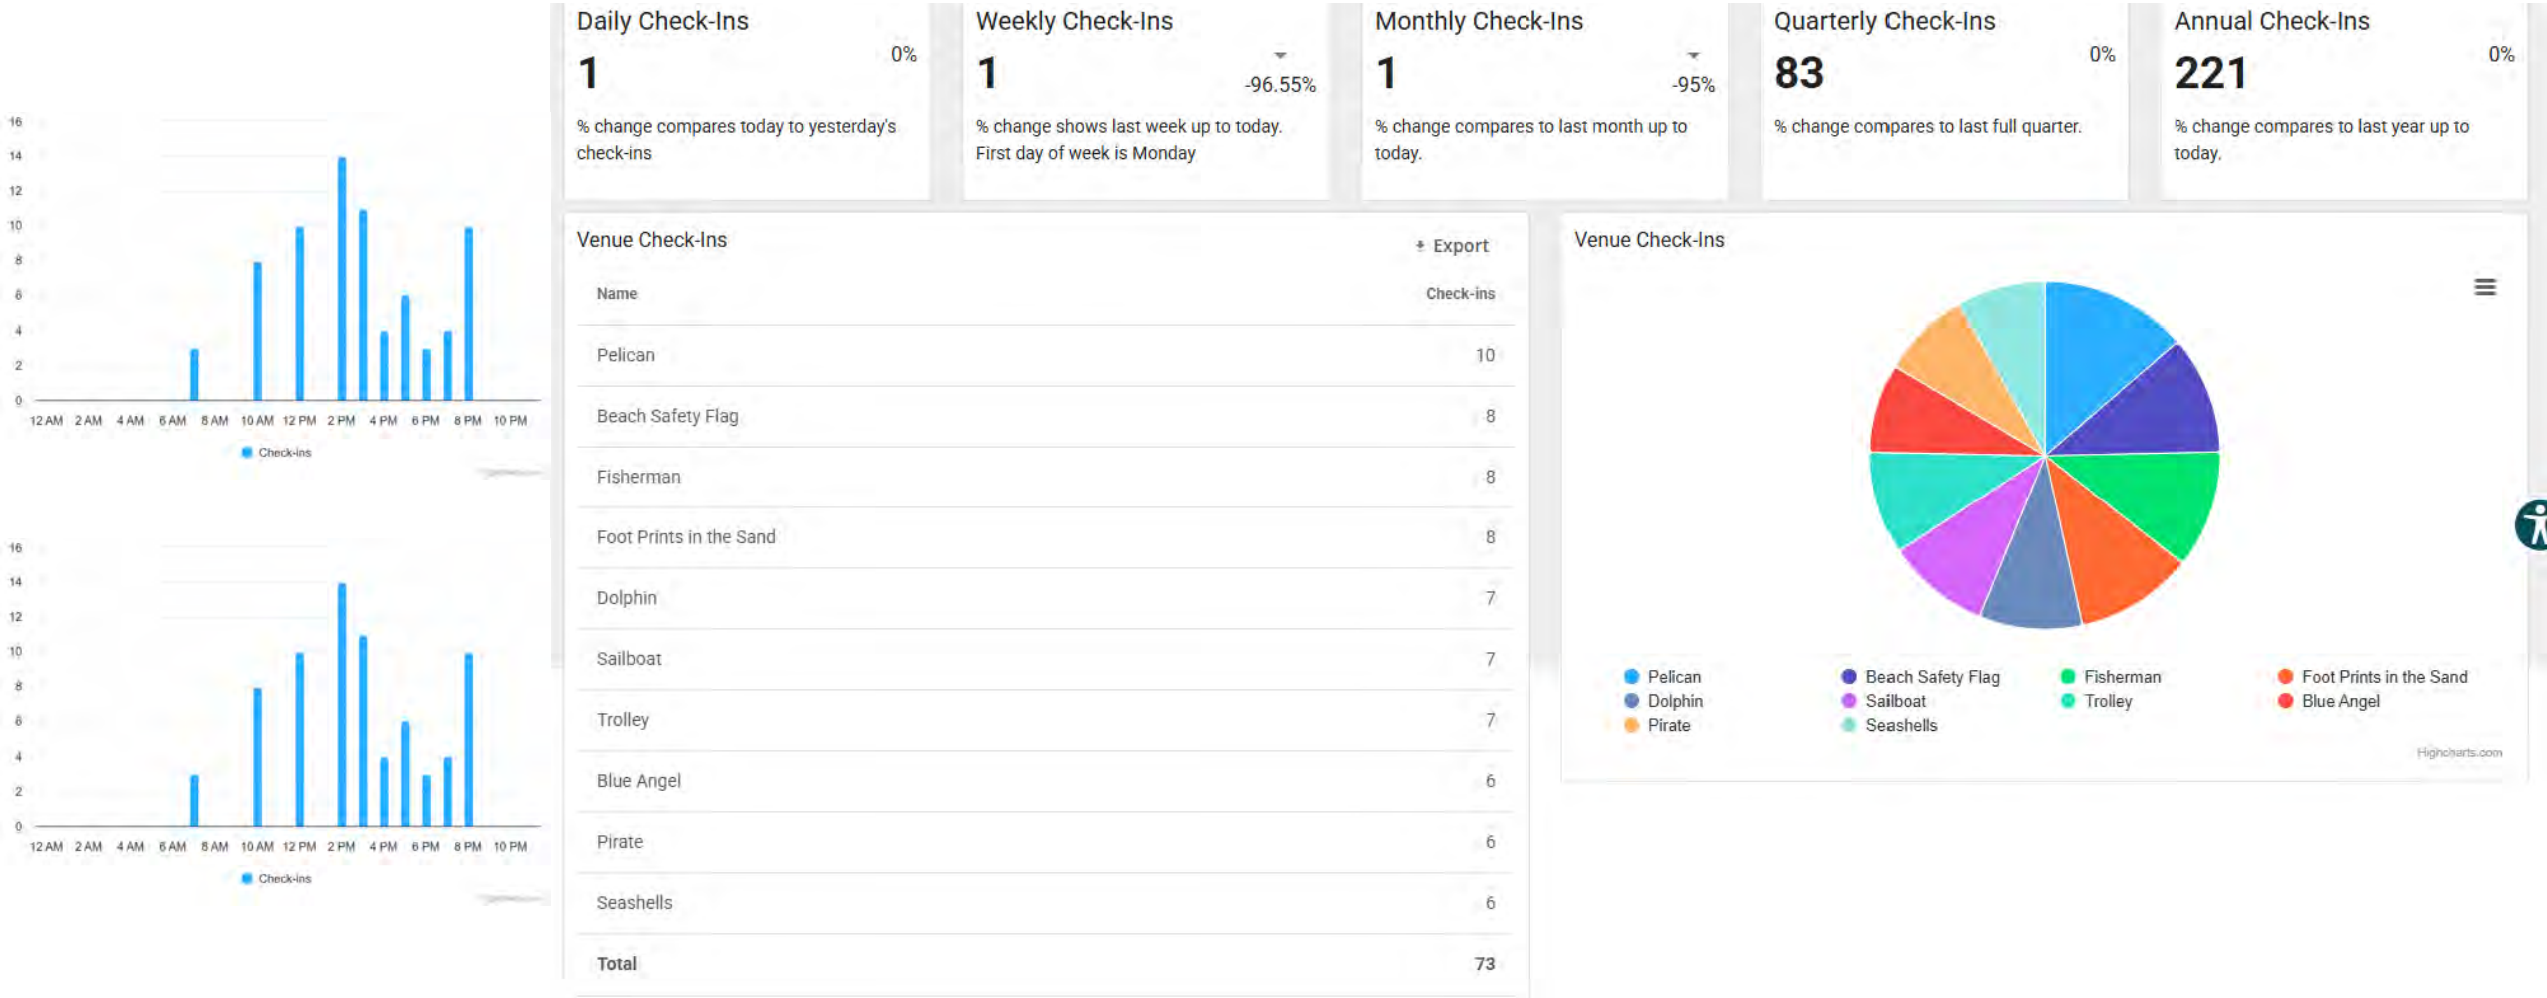 16
14
12
10
8
6
4
2
0
12 AM 2 AM 4 AM 6 AM 8 AM 10 AM 12 PM 2 PM 4 PM 6 PM 8 PM 10 PM
Check-ins
16
14
12
10
8
6
4
2
0
12 AM 2 AM 4 AM 6 AM 8 AM 10 AM 12 PM 2 PM 4 PM 6 PM 8 PM 10 PM
Check-ins
Daily Check-Ins
0%
1
% change compares today to yesterday's
check-ins
Weekly Check-Ins
1
-96.55%
% change shows last week up to today.
First day of week is Monday
Monthly Check-Ins
1
-95%
% change compares to last month up to
today.
Quarterly Check-Ins
0%
83
% change compares to last full quarter.
Annual Check-Ins
0%
221
% change compares to last year up to
today.
Venue Check-Ins
Export
Name Check-ins
Pelican 10
Beach Safety Flag 8
Fisherman 8
Foot Prints in the Sand 8
Dolphin 7
Sailboat 7
Trolley 7
Blue Angel 6
Pirate 6
Seashells 6
Total 73
Venue Check-Ins
Pelican Beach Safety Flag Fisherman Foot Prints in the Sand
Dolphin Sailboat Trolley Blue Angel
Pirate Seashells
Highcharts.com